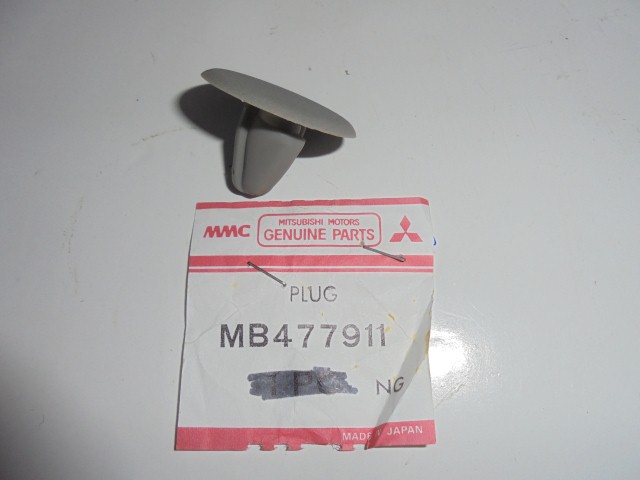 MMC
MITSUBISHI MOTORS
GENUINE PARTS
PLUG
MB477911
NG
MADE IN JAPAN